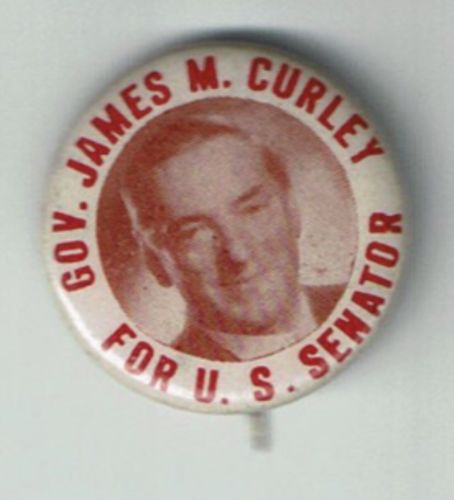 GOV. JAMES M. CURLEY
FOR U. S. SENATOR